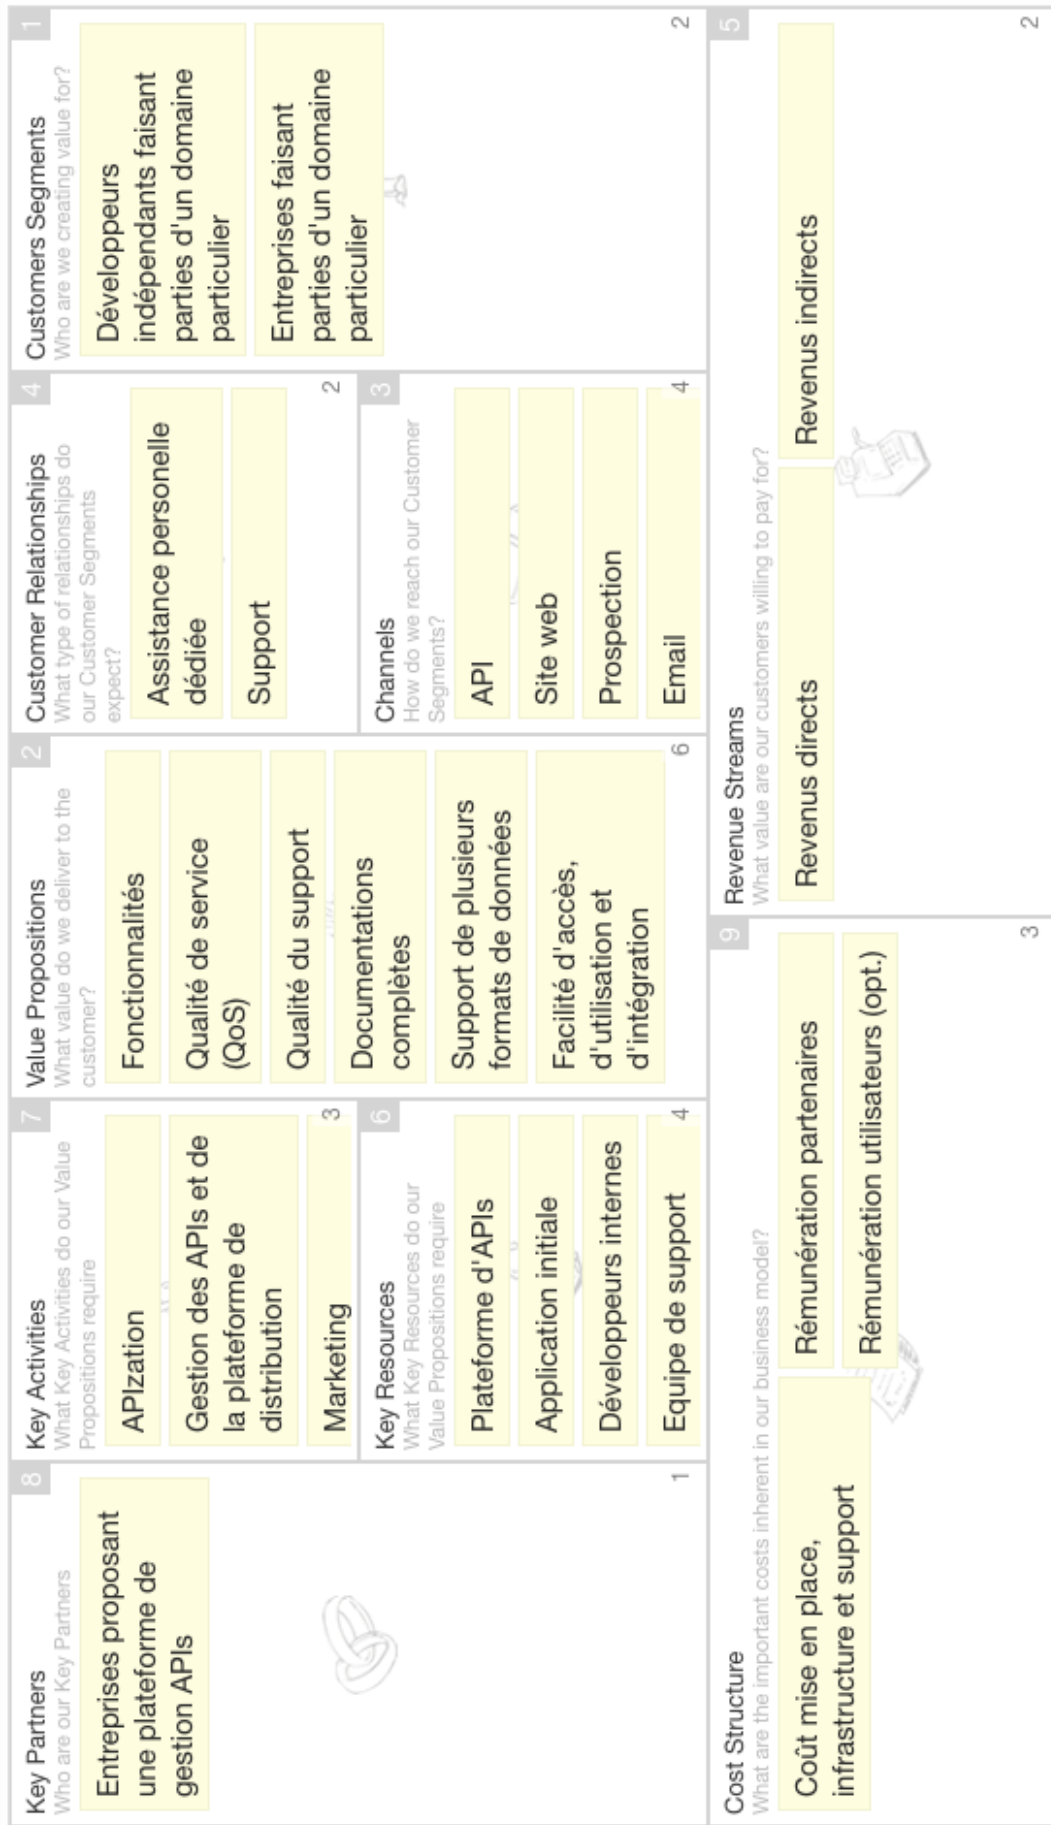 Key Partners
8
Who are our Key Partners
Entreprises proposant
une plateforme de
gestion APIs
1
Key Activities
7
What Key Activities do our Value
Propositions require
APIzation
Gestion des APIs et de
la plateforme de
distribution
Marketing
3
Key Resources
6
What Key Resources do our
Value Propositions require
Plateforme d'APIs
Application initiale
Développeurs internes
Equipe de support
4
Value Propositions
2
What value do we deliver to the
customer?
Fonctionnalités
Qualité de service
(QoS)
Qualité du support
Documentations
complètes
Support de plusieurs
formats de données
Facilité d'accès,
d'utilisation et
d'intégration
6
Customer Relationships
4
What type of relationships do
our Customer Segments
expect?
Assistance personelle
dédiée
Support
2
Channels
3
How do we reach our Customer
Segments?
API
Site web
Prospection
Email
4
Customers Segments
1
Who are we creating value for?
Développeurs
indépendants faisant
parties d'un domaine
particulier
Entreprises faisant
parties d'un domaine
particulier
2
Cost Structure
9
What are the important costs inherent in our business model?
Coût mise en place,
infrastructure et support
Rémunération partenaires
Rémunération utilisateurs (opt.)
3
Revenue Streams
5
What value are our customers willing to pay for?
Revenus directs
Revenus indirects
2